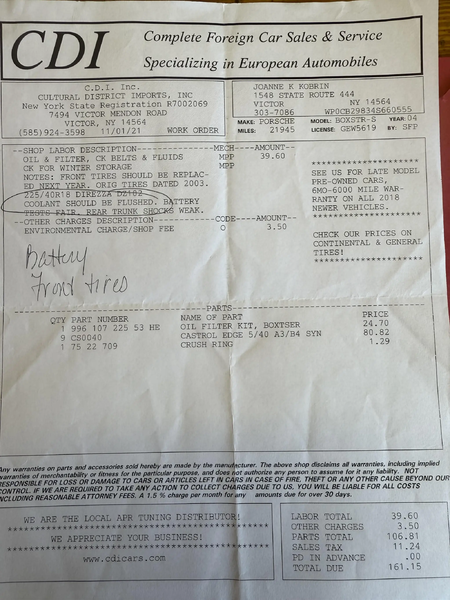 CDI
Complete Foreign Car Sales & Service
Specializing in European Automobiles
C.D.I. Inc.
CULTURAL DISTRICT IMPORTS, INC
New York State Registration R7002069
7494 VICTOR MENDON ROAD
VICTOR, NY 14564
(585)924-3598 11/01/21 WORK ORDER
JOANNE K KOBRIN
1548 STATE ROUTE 444
VICTOR NY 14564
303-7086 WP0CB29834S660555
MAKE: PORSCHE MODEL: BOXSTR-S YEAR: 04
MILES: 21945 LICENSE: GEW5619 BY: SFP
--SHOP LABOR DESCRIPTION---------MECH----AMOUNT--
OIL & FILTER, CK BELTS & FLUIDS MPP 39.60
CK FOR WINTER STORAGE MPP
NOTES: FRONT TIRES SHOULD BE REPLAC-
ED NEXT YEAR. ORIG TIRES DATED 2003.
225/40R18 DIREZZA
COOLANT SHOULD BE FLUSHED. BATTERY
TESTS FAIR. REAR TRUNK SHOCKS WEAK.
--OTHER CHARGES DESCRIPTION------CODE----AMOUNT--
ENVIRONMENTAL CHARGE/SHOP FEE O 3.50
************************
SEE US FOR LATE MODEL
PRE-OWNED CARS,
6MO-6000 MILE WAR-
RANTY ON ALL 2018
NEWER VEHICLES.
************************
CHECK OUR PRICES ON
CONTINENTAL & GENERAL
TIRES!
************************
Battery
Front tires
--------PARTS--------
QTY PART NUMBER NAME OF PART PRICE
1 996 107 225 53 HE OIL FILTER KIT, BOXTSER 24.70
9 CS0040 CASTROL EDGE 5/40 A3/B4 SYN 80.82
1 75 22 709 CRUSH RING 1.29
Any warranties on parts and accessories sold hereby are made by the manufacturer. The above shop disclaims all warranties, including implied
warranties of merchantability or fitness for the particular purpose, and does not authorize any person to assume for it any liability. NOT
RESPONSIBLE FOR LOSS OR DAMAGE TO CARS OR ARTICLES LEFT IN CARS IN CASE OF FIRE, THEFT OR ANY OTHER CAUSE BEYOND OUR
CONTROL. IF WE ARE REQUIRED TO TAKE ANY ACTION TO COLLECT CHARGES DUE TO US, YOU WILL BE LIABLE FOR ALL COSTS
INCLUDING REASONABLE ATTORNEY FEES. A 1.5 % charge per month for any amounts due for over 30 days.
WE ARE THE LOCAL APR TUNING DISTRIBUTOR!
****************************************
WE APPRECIATE YOUR BUSINESS!
****************************************
www.cdicars.com
LABOR TOTAL 39.60
OTHER CHARGES 3.50
PARTS TOTAL 106.81
SALES TAX 11.24
PD IN ADVANCE .00
TOTAL DUE 161.15